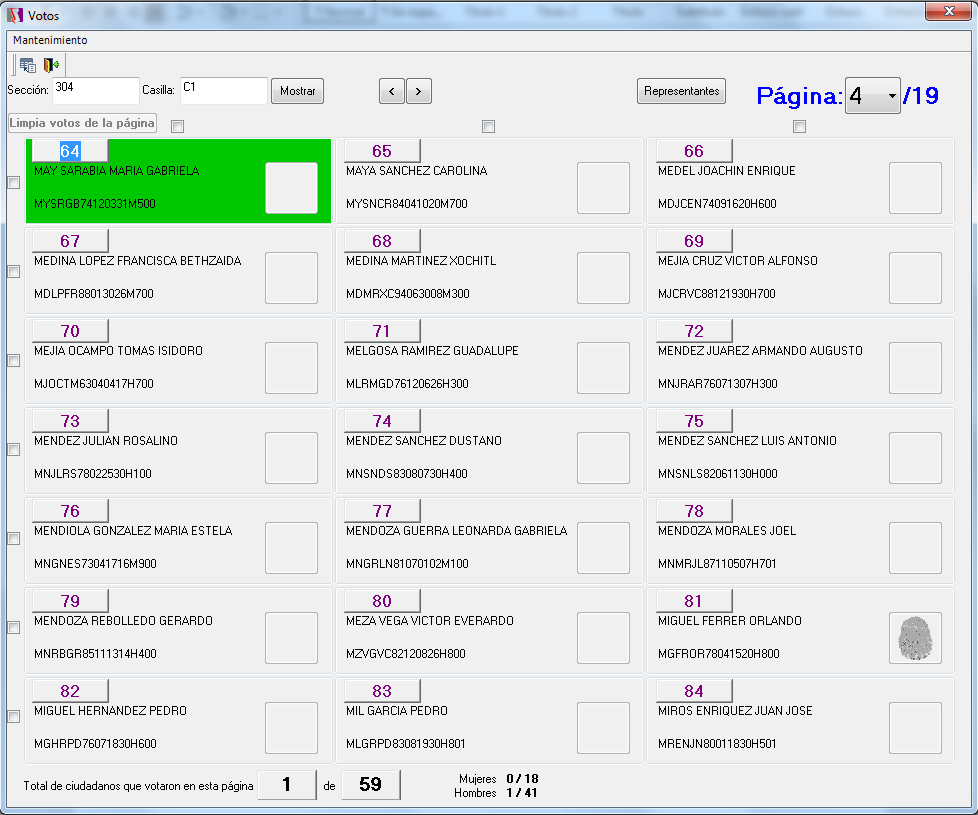 Votos
Mantenimiento
Sección: 304 Casilla: C1 Mostrar < > Representantes Página: 4 /19
Limpia votos de la página
64 65 66
MAY SARABIA MARIA GABRIELA MAYA SANCHEZ CAROLINA MEDEL JOACHIN ENRIQUE
MYSRGB74120331M500 MYSNCR84041020M700 MDJCEN74091620H600
67 68 69
MEDINA LOPEZ FRANCISCA BETHZAIDA MEDINA MARTINEZ XOCHITL MEJIA CRUZ VICTOR ALFONSO
MDLPFR88013026M700 MDMRXC94063008M300 MJCRVC88121930H700
70 71 72
MEJIA OCAMPO TOMAS ISIDORO MELGOSA RAMIREZ GUADALUPE MENDEZ JUAREZ ARMANDO AUGUSTO
MJOCTM63040417H700 MLRMGD76120626H300 MNJRAR76071307H300
73 74 75
MENDEZ JULIAN ROSALINO MENDEZ SANCHEZ DUSTANO MENDEZ SANCHEZ LUIS ANTONIO
MNJLRS78022530H100 MNSNDS83080730H400 MNSNLS82061130H000
76 77 78
MENDIOLA GONZALEZ MARIA ESTELA MENDOZA GUERRA LEONARDA GABRIELA MENDOZA MORALES JOEL
MNGNES73041716M900 MNGRLN81070102M100 MNMRJL87110507H701
79 80 81
MENDOZA REBOLLEDO GERARDO MEZA VEGA VICTOR EVERARDO MIGUEL FERRER ORLANDO
MNRBGR85111314H400 MZVGVC82120826H800 MGFROR78041520H800
82 83 84
MIGUEL HERNANDEZ PEDRO MIL GARCIA PEDRO MIROS ENRIQUEZ JUAN JOSE
MGHRPD76071830H600 MLGRPD83081930H801 MRENJN80011830H501
Total de ciudadanos que votaron en esta página 1 de 59
Mujeres 0 / 18
Hombres 1 / 41